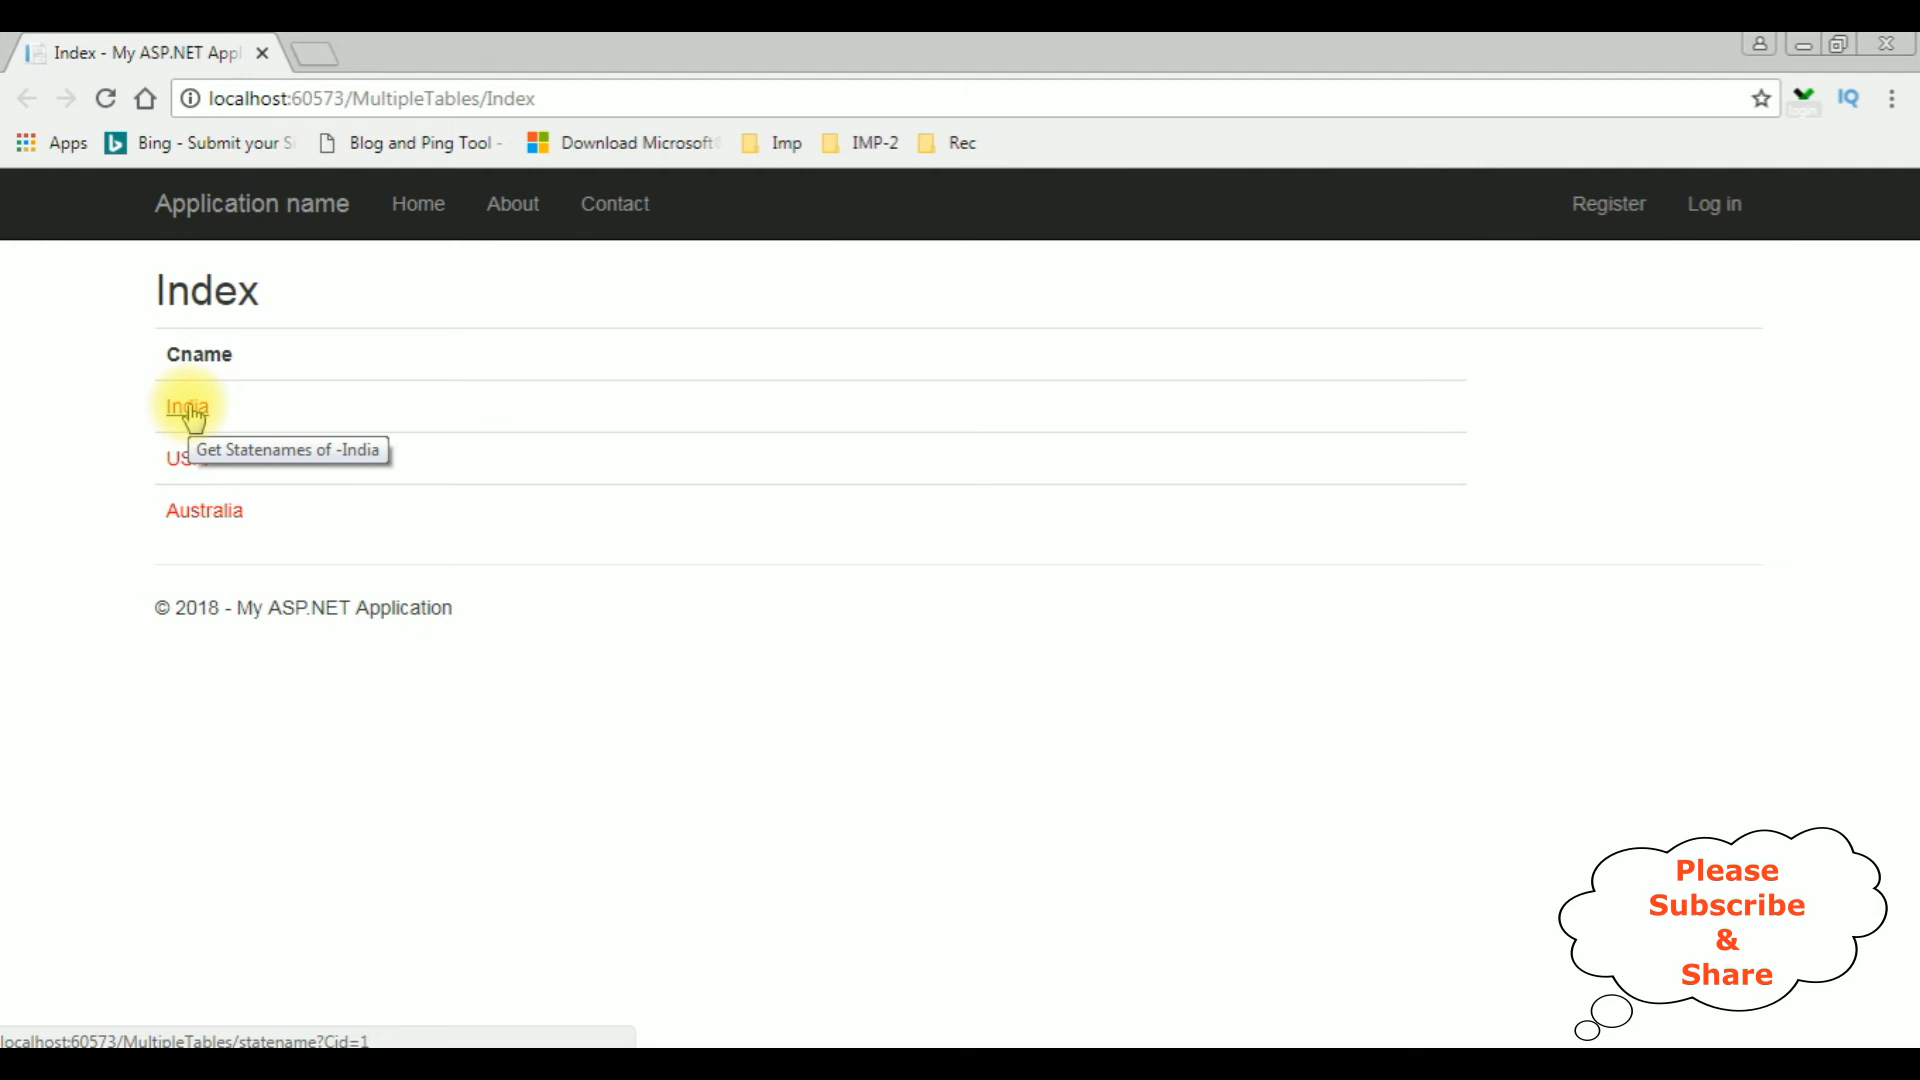 Index - My ASP.NET Appl
localhost:60573/MultipleTables/Index
IQ
Apps Bing - Submit your Si Blog and Ping Tool - Download Microsoft Imp IMP-2 Rec
Application name Home About Contact Register Log in
Index
Cname
India
Get Statenames of -India
Australia
© 2018 - My ASP.NET Application
Please
Subscribe
&
Share
localhost:60573/MultipleTables/statename?Cid=1